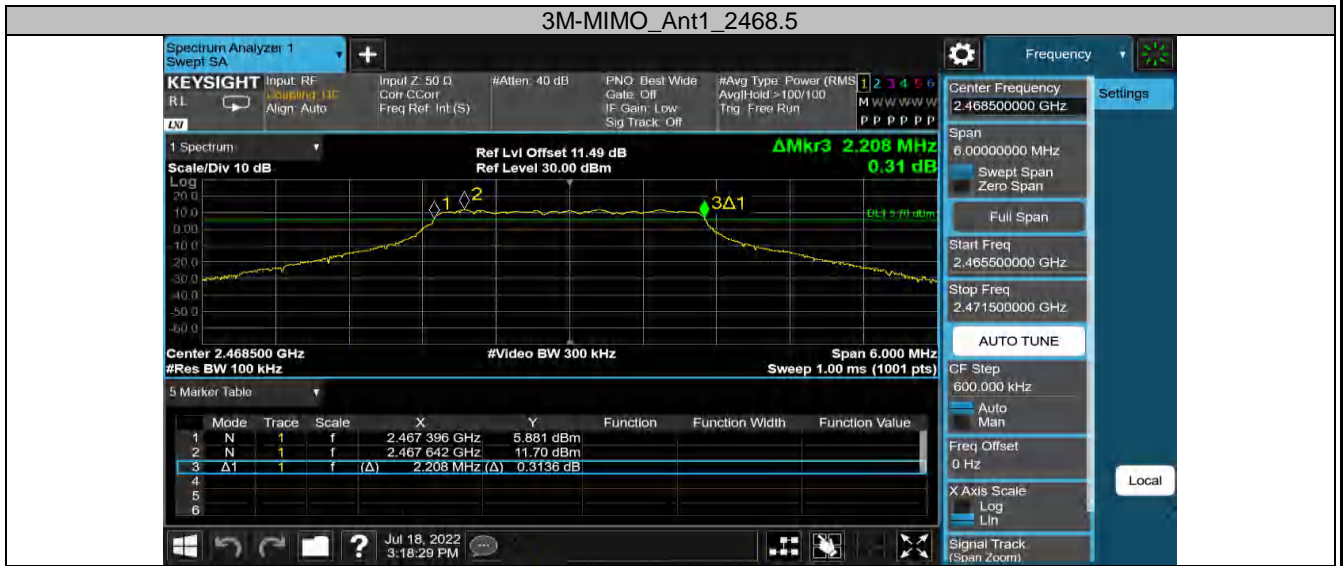 3M-MIMO_Ant1_2468.5
Spectrum Analyzer 1
Swept SA
+
Frequency
KEYSIGHT
RL
LXI
Input: RF
Coupling: DC
Align: Auto
Input Z: 50 Ω
Corr CCorr
Freq Ref: Int (S)
#Atten: 40 dB
PNO: Best Wide
Gate: Off
IF Gain: Low
Sig Track: Off
#Avg Type: Power (RMS
Avg|Hold >100/100
Trig: Free Run
1 2 3 4 5 6
M W W W W W
P P P P P P
Center Frequency
2.468500000 GHz
Settings
Span
6.00000000 MHz
Swept Span
Zero Span
Full Span
Start Freq
2.465500000 GHz
Stop Freq
2.471500000 GHz
AUTO TUNE
CF Step
600.000 kHz
Auto
Man
Freq Offset
0 Hz
X Axis Scale
Log
Lin
Local
Signal Track
(Span Zoom)
1 Spectrum
Scale/Div 10 dB
Ref Lvl Offset 11.49 dB
Ref Level 30.00 dBm
ΔMkr3 2.208 MHz
0.31 dB
Log
20.0
10.0
0.00
-10.0
-20.0
-30.0
-40.0
-50.0
-60.0
1
2
3Δ1
DL1 5.70 dBm
Center 2.468500 GHz
#Video BW 300 kHz
Span 6.000 MHz
#Res BW 100 kHz
Sweep 1.00 ms (1001 pts)
5 Marker Table
Mode Trace Scale X Y Function Function Width Function Value
1 N 1 f 2.467 396 GHz 5.881 dBm
2 N 1 f 2.467 642 GHz 11.70 dBm
3 Δ1 1 f (Δ) 2.208 MHz (Δ) 0.3136 dB
4
5
6
?
Jul 18, 2022
3:18:29 PM